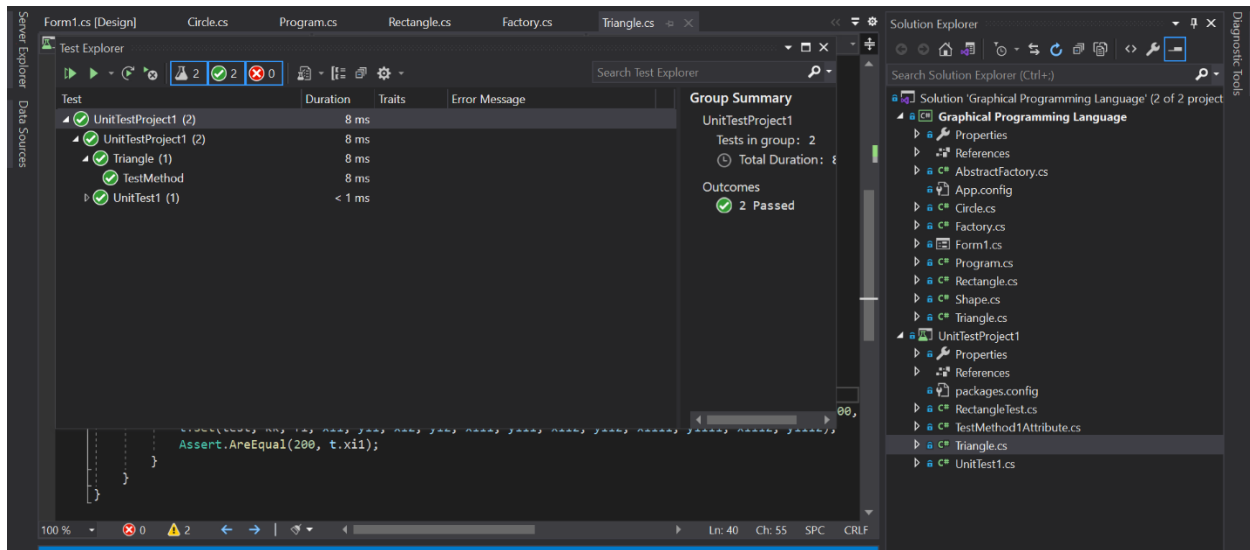 Server Explorer
Data Sources
Form1.cs [Design] Circle.cs Program.cs Rectangle.cs Factory.cs Triangle.cs
Test Explorer
2 2 0 Search Test Explorer
Test Duration Traits Error Message
UnitTestProject1 (2) 8 ms
UnitTestProject1 (2) 8 ms
Triangle (1) 8 ms
TestMethod 8 ms
UnitTest1 (1) < 1 ms
Group Summary
UnitTestProject1
Tests in group: 2
Total Duration: 8
Outcomes
2 Passed
00,
Assert.AreEqual(200, t.xi1);
}
}
}
100 % 0 2 Ln: 40 Ch: 55 SPC CRLF
Solution Explorer
Search Solution Explorer (Ctrl+;)
Solution 'Graphical Programming Language' (2 of 2 project
Graphical Programming Language
Properties
References
C# AbstractFactory.cs
App.config
C# Circle.cs
C# Factory.cs
Form1.cs
C# Program.cs
C# Rectangle.cs
C# Shape.cs
C# Triangle.cs
UnitTestProject1
Properties
References
packages.config
C# RectangleTest.cs
C# TestMethod1Attribute.cs
C# Triangle.cs
C# UnitTest1.cs
Diagnostic Tools